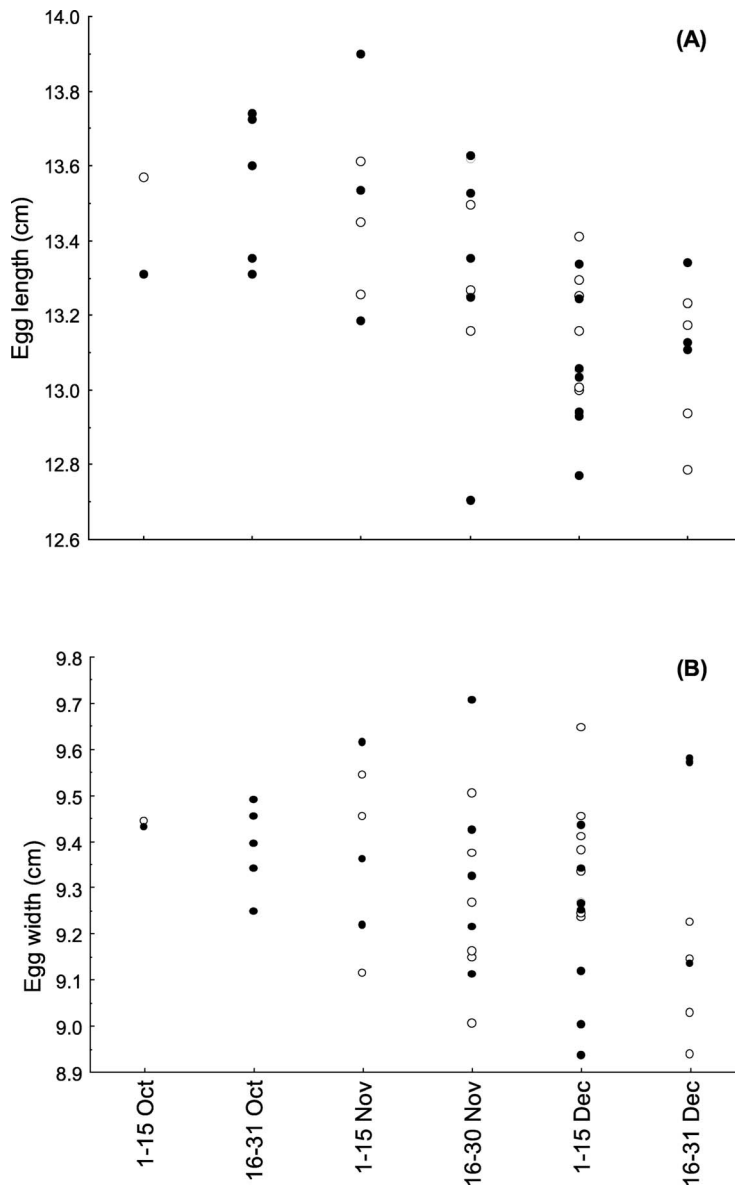 (A)
Egg length (cm)
14.0
13.8
13.6
13.4
13.2
13.0
12.8
12.6
(B)
Egg width (cm)
9.8
9.7
9.6
9.5
9.4
9.3
9.2
9.1
9.0
8.9
1-15 Oct
16-31 Oct
1-15 Nov
16-30 Nov
1-15 Dec
16-31 Dec